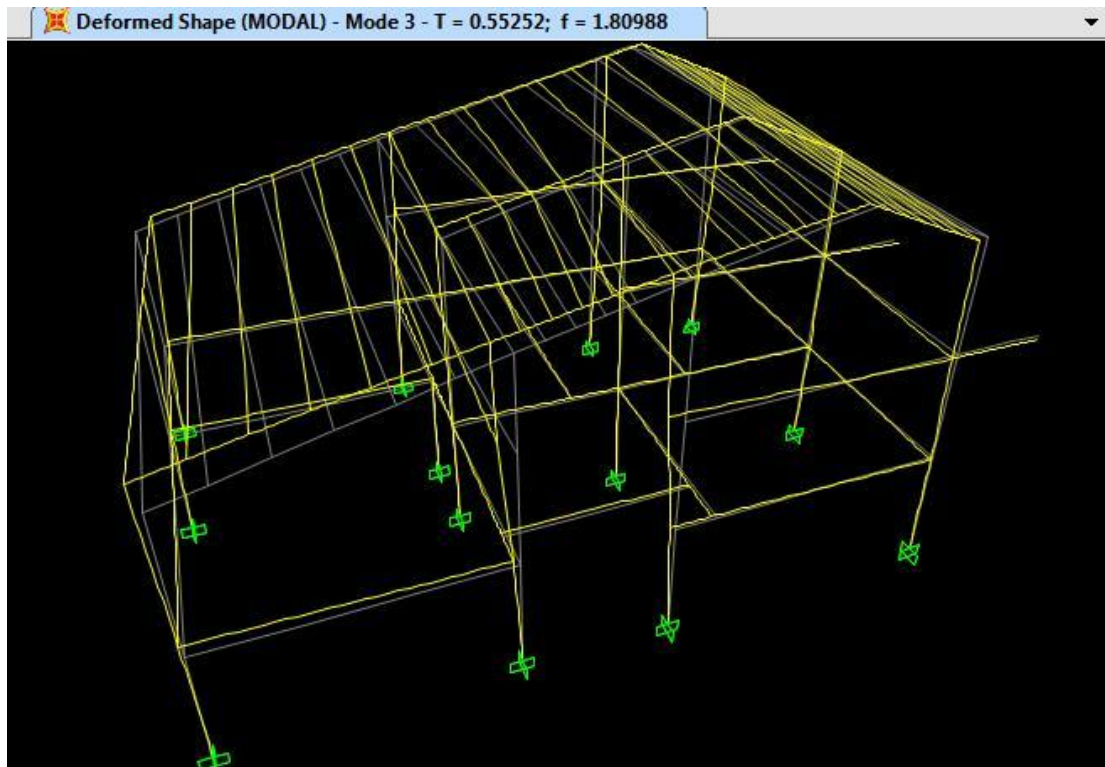 Deformed Shape (MODAL) - Mode 3 - T = 0.55252; f = 1.80988